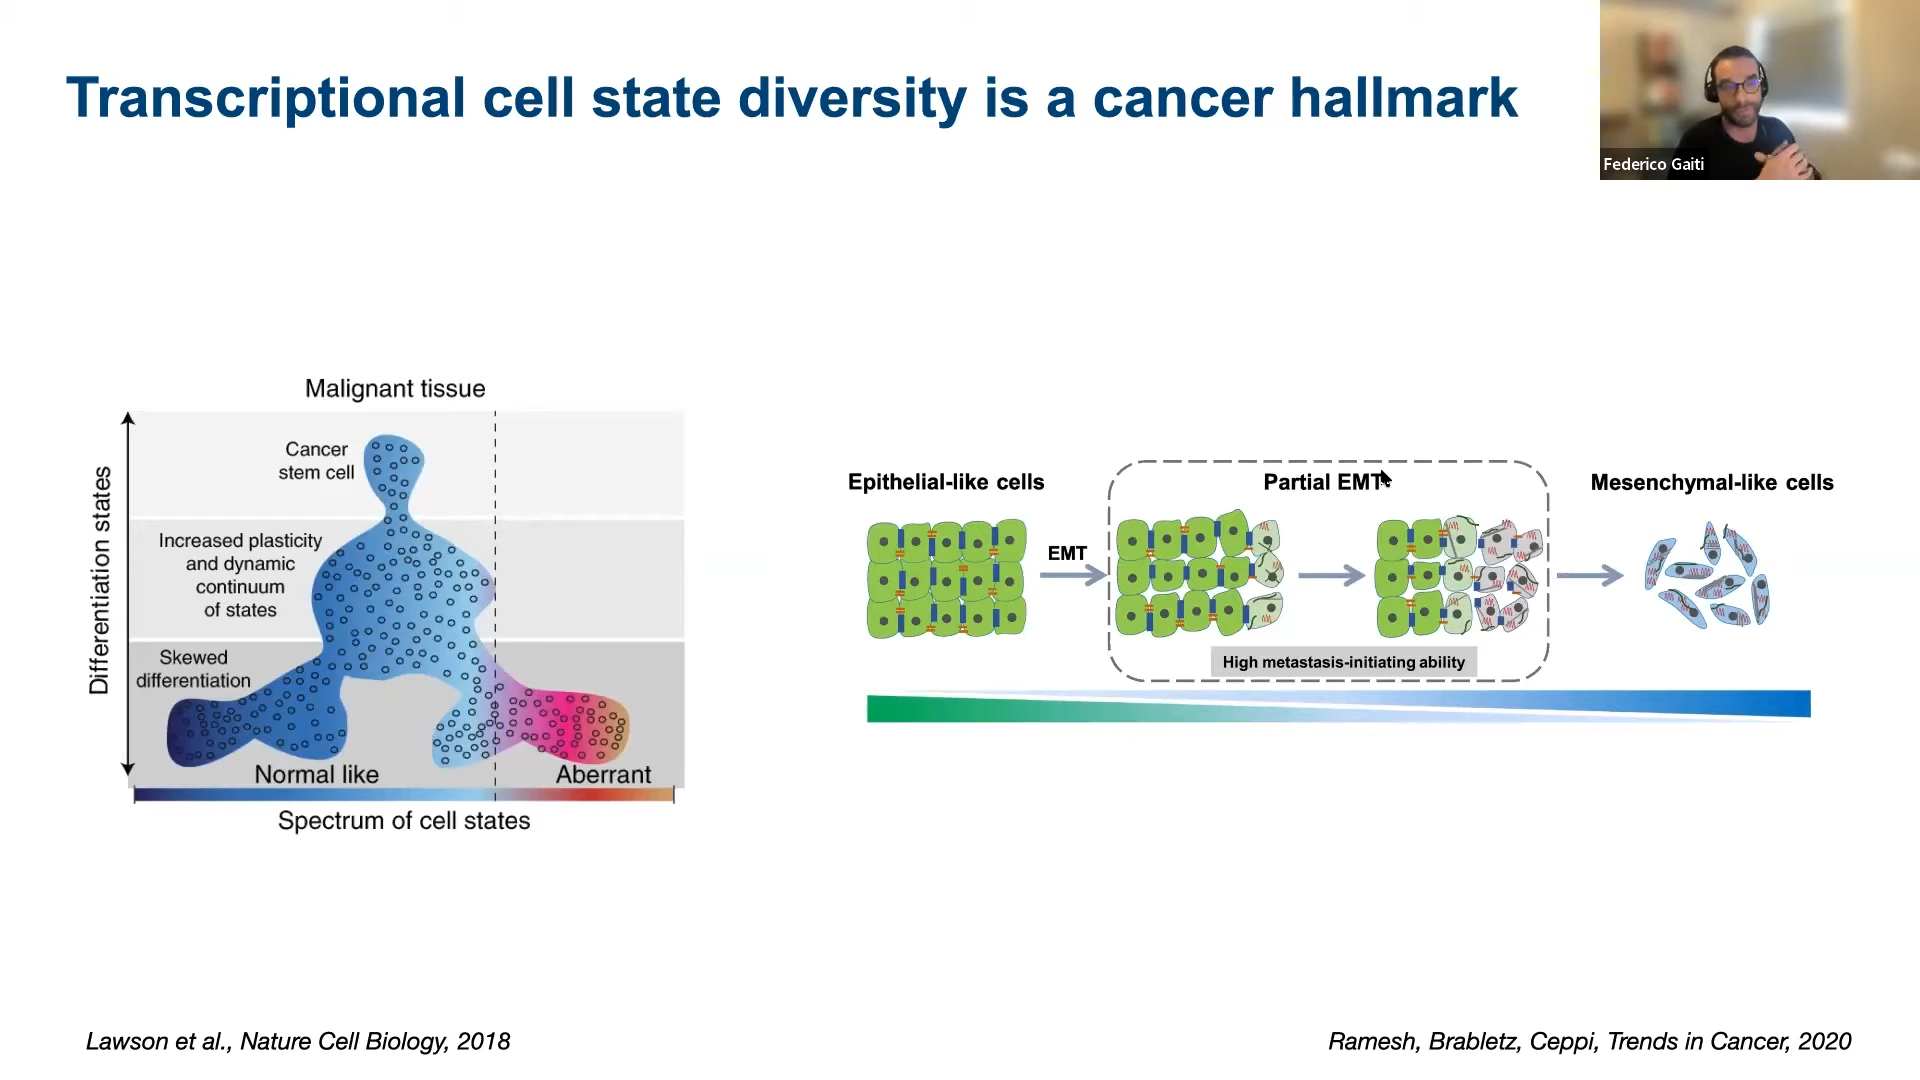 Transcriptional cell state diversity is a cancer hallmark
Federico Gaiti
Malignant tissue
Differentiation states
Cancer
stem cell
Increased plasticity
and dynamic
continuum
of states
Skewed
differentiation
Normal like
Aberrant
Spectrum of cell states
Epithelial-like cells
EMT
Partial EMT
High metastasis-initiating ability
Mesenchymal-like cells
Lawson et al., Nature Cell Biology, 2018
Ramesh, Brabletz, Ceppi, Trends in Cancer, 2020